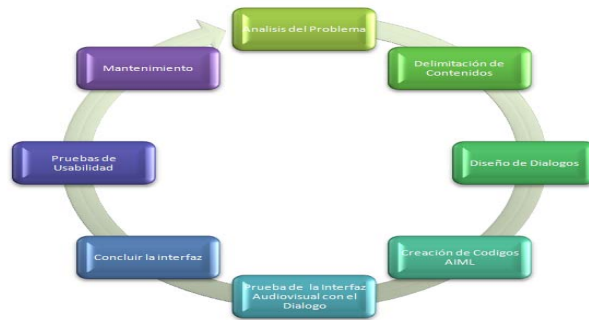 Analisis del Problema
Delimitación de
Contenidos
Diseño de Dialogos
Creación de Codigos
AIML
Prueba de la Interfaz
Audiovisual con el
Dialogo
Concluir la interfaz
Pruebas de
Usabilidad
Mantenimiento